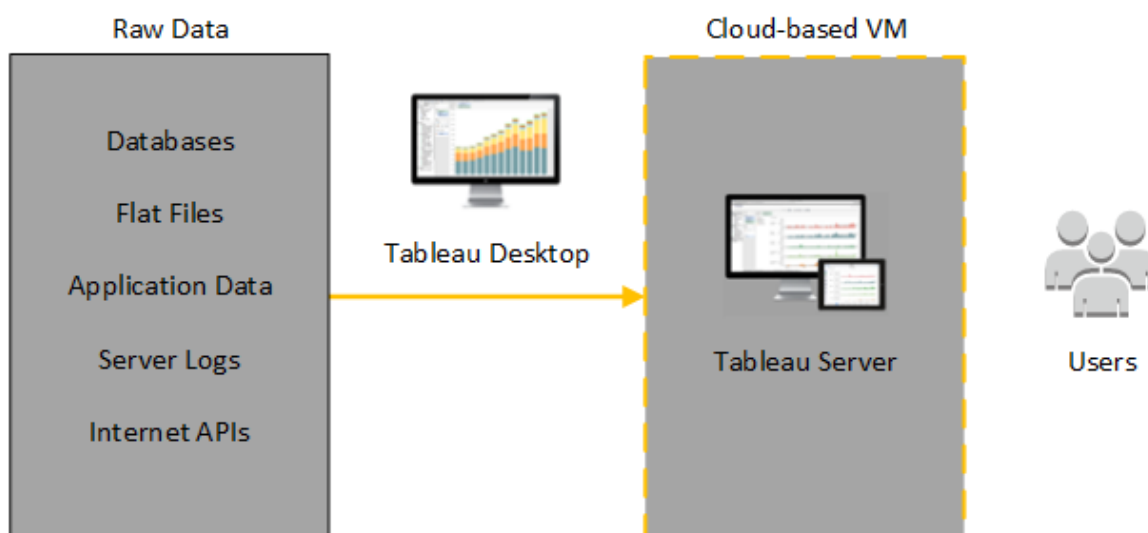 Raw Data
Databases
Flat Files
Application Data
Server Logs
Internet APIs
Tableau Desktop
Cloud-based VM
Tableau Server
Users